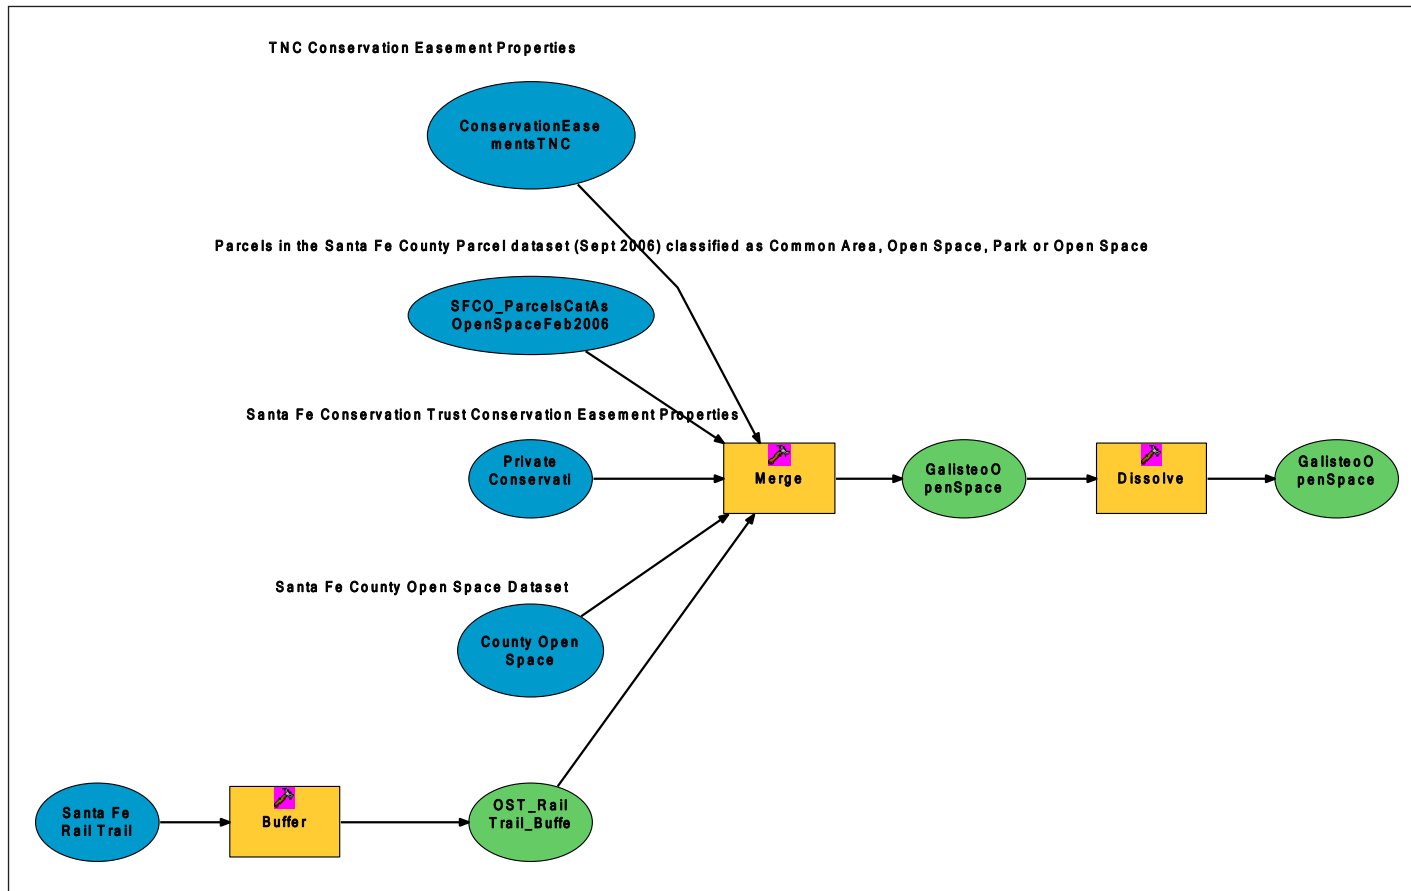 TNC Conservation Easement Properties
ConservationEase
mentsTNC
Parcels in the Santa Fe County Parcel dataset (Sept 2006) classified as Common Area, Open Space, Park or Open Space
SFCO_ParcelsCatAs
OpenSpaceFeb2006
Santa Fe Conservation Trust Conservation Easement Properties
Private
Conservati
Merge
GalisteoO
penSpace
Dissolve
GalisteoO
penSpace
Santa Fe County Open Space Dataset
County Open
Space
Santa Fe
Rail Trail
Buffer
OST_Rail
Trail_Buffe